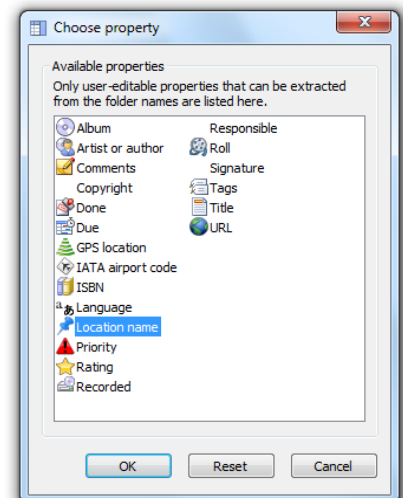 Choose property
Available properties
Only user-editable properties that can be extracted
from the folder names are listed here.
Album
Artist or author
Comments
Copyright
Done
Due
GPS location
IATA airport code
ISBN
Language
Location name
Priority
Rating
Recorded
Responsible
Roll
Signature
Tags
Title
URL
OK
Reset
Cancel